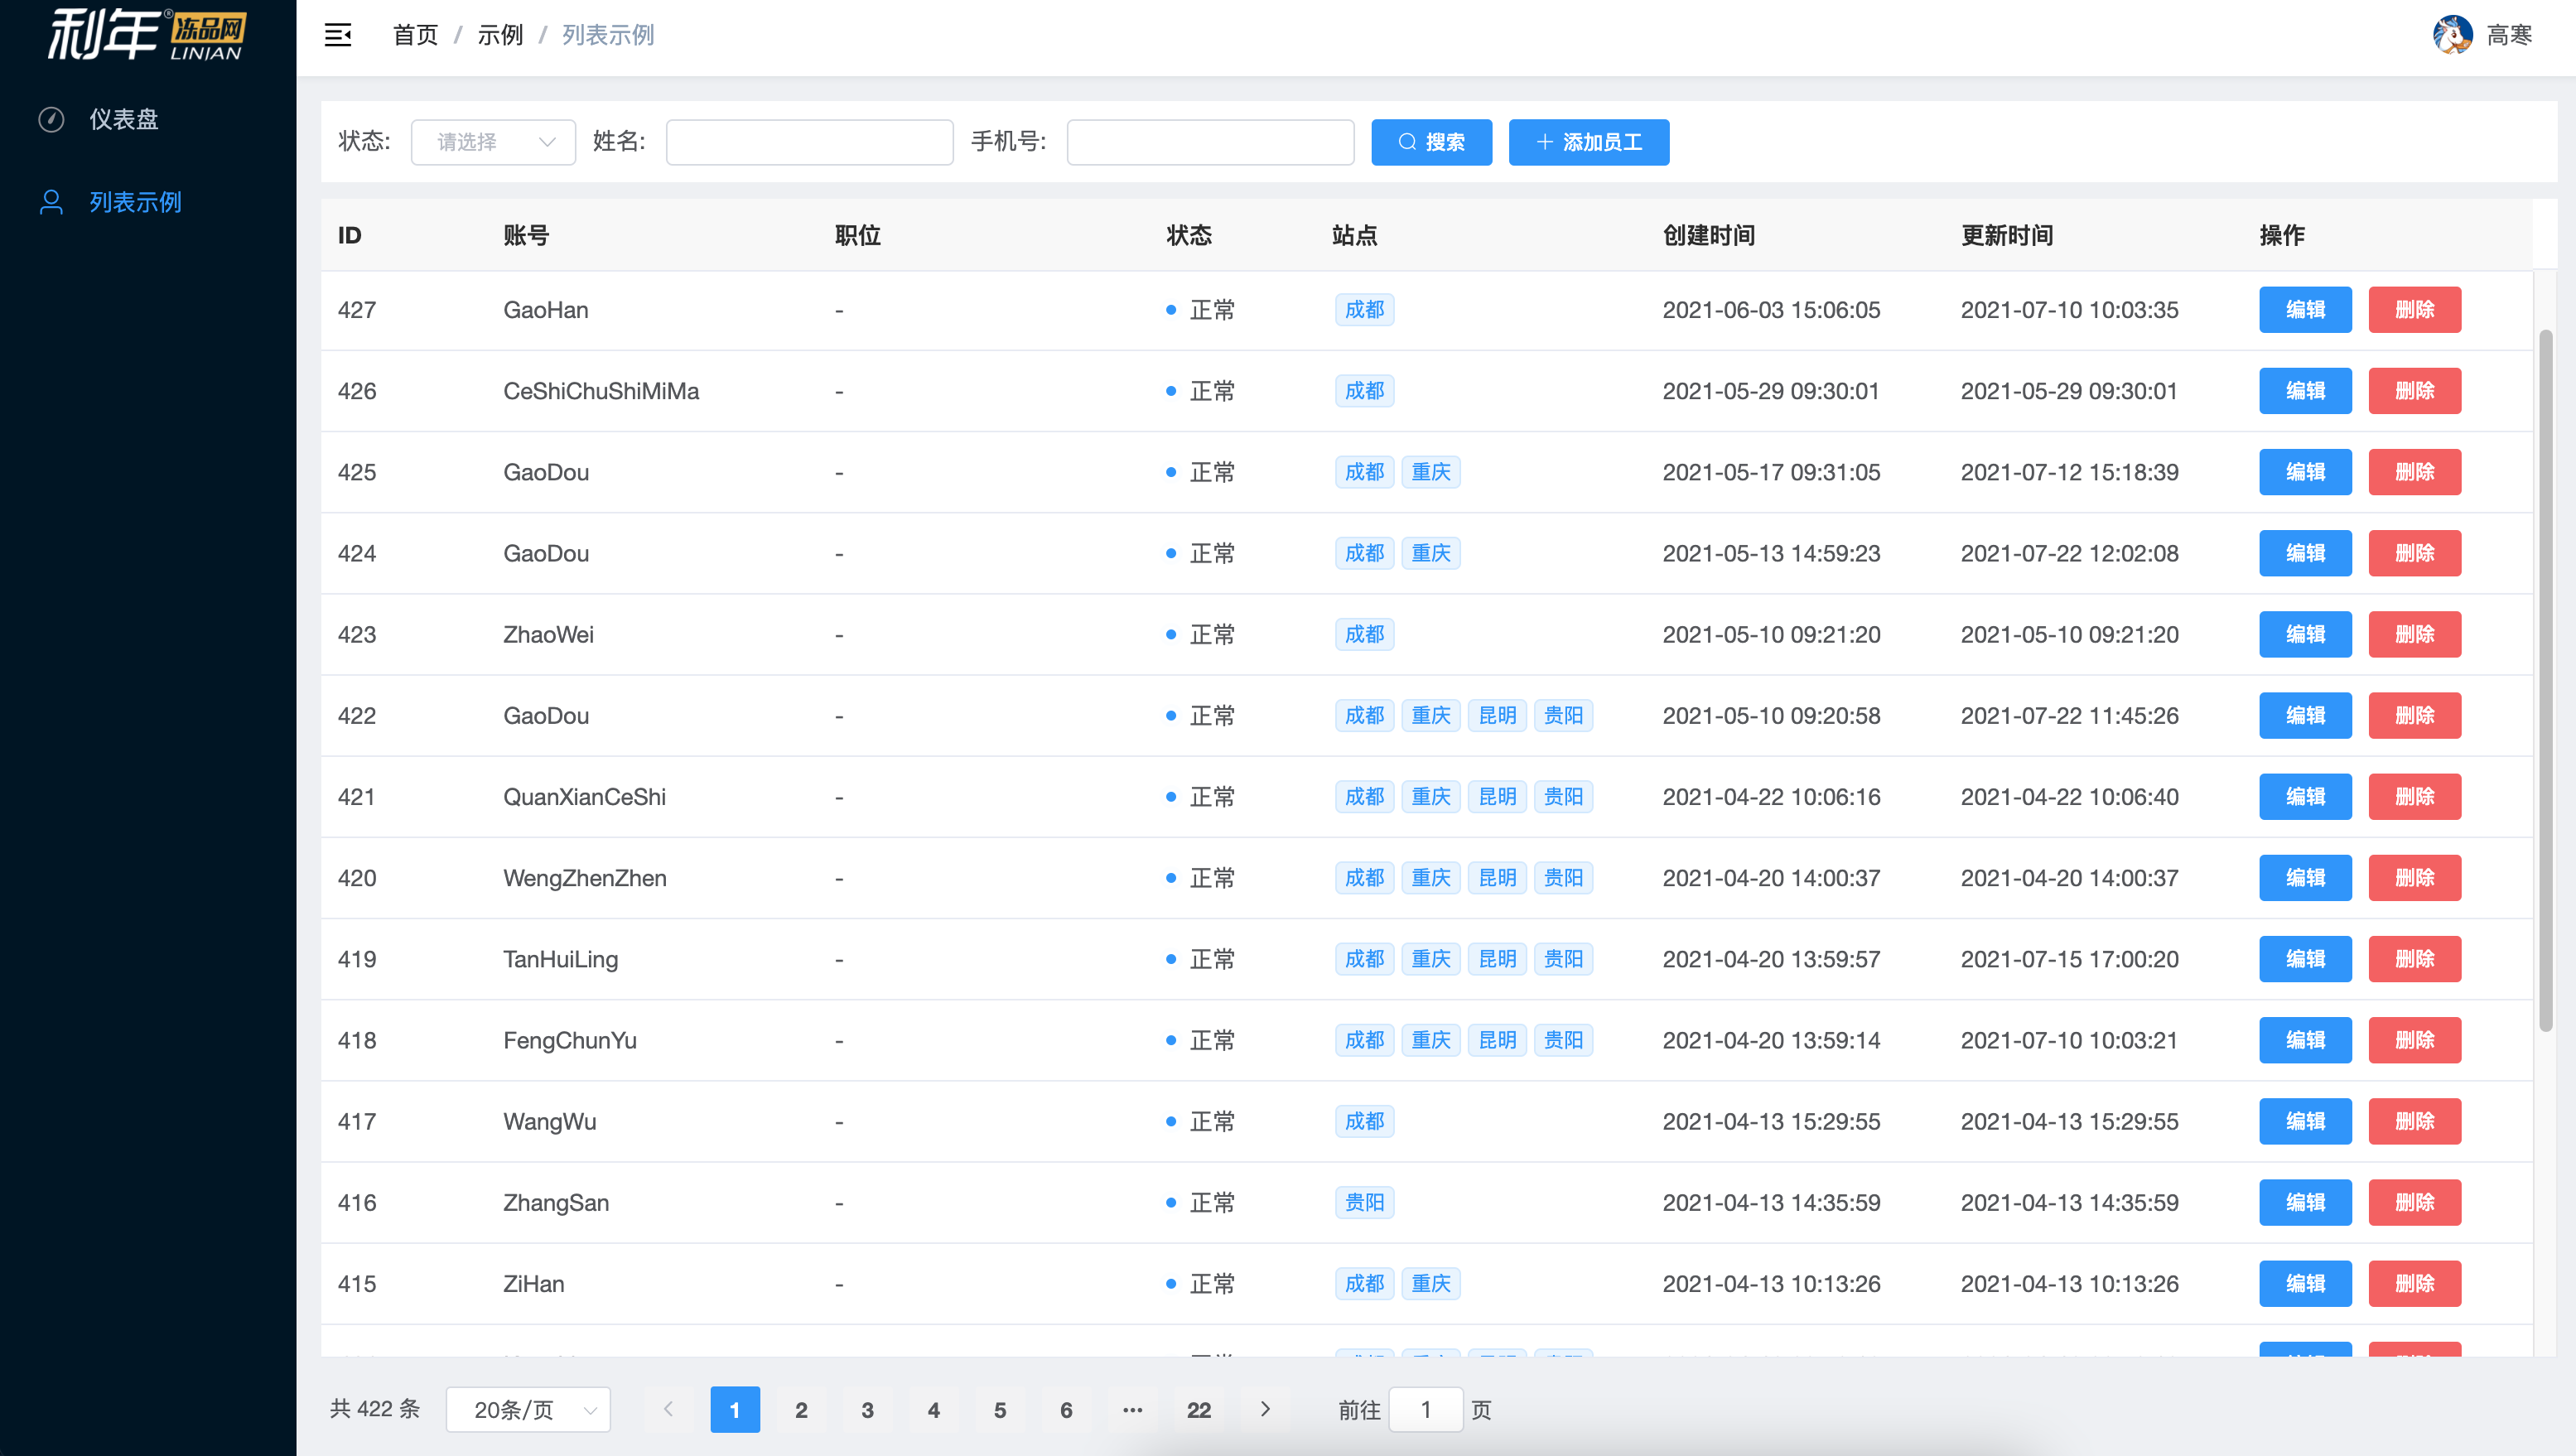 利年® 冻品网 LINIAN
首页 / 示例 / 列表示例
高寒
仪表盘
列表示例
状态: 请选择 姓名: 手机号: 搜索 添加员工
ID 账号 职位 状态 站点 创建时间 更新时间 操作
427 GaoHan - 正常 成都 2021-06-03 15:06:05 2021-07-10 10:03:35 编辑 删除
426 CeShiChuShiMiMa - 正常 成都 2021-05-29 09:30:01 2021-05-29 09:30:01 编辑 删除
425 GaoDou - 正常 成都 重庆 2021-05-17 09:31:05 2021-07-12 15:18:39 编辑 删除
424 GaoDou - 正常 成都 重庆 2021-05-13 14:59:23 2021-07-22 12:02:08 编辑 删除
423 ZhaoWei - 正常 成都 2021-05-10 09:21:20 2021-05-10 09:21:20 编辑 删除
422 GaoDou - 正常 成都 重庆 昆明 贵阳 2021-05-10 09:20:58 2021-07-22 11:45:26 编辑 删除
421 QuanXianCeShi - 正常 成都 重庆 昆明 贵阳 2021-04-22 10:06:16 2021-04-22 10:06:40 编辑 删除
420 WengZhenZhen - 正常 成都 重庆 昆明 贵阳 2021-04-20 14:00:37 2021-04-20 14:00:37 编辑 删除
419 TanHuiLing - 正常 成都 重庆 昆明 贵阳 2021-04-20 13:59:57 2021-07-15 17:00:20 编辑 删除
418 FengChunYu - 正常 成都 重庆 昆明 贵阳 2021-04-20 13:59:14 2021-07-10 10:03:21 编辑 删除
417 WangWu - 正常 成都 2021-04-13 15:29:55 2021-04-13 15:29:55 编辑 删除
416 ZhangSan - 正常 贵阳 2021-04-13 14:35:59 2021-04-13 14:35:59 编辑 删除
415 ZiHan - 正常 成都 重庆 2021-04-13 10:13:26 2021-04-13 10:13:26 编辑 删除
共 422 条 20条/页 1 2 3 4 5 6 ··· 22 前往 1 页